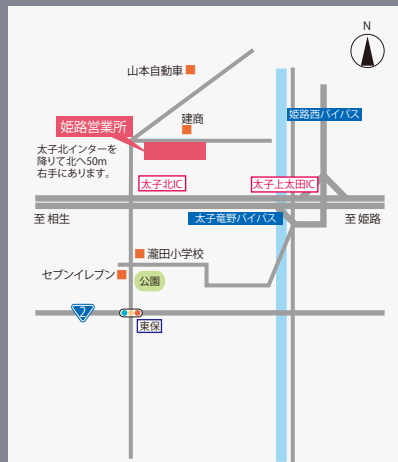 N
山本自動車
建商
姫路西バイパス
姫路営業所
太子北インターを
降りて北へ50m
右手にあります。
太子北IC
太子上太田IC
至 相生
太子竜野バイパス
至 姫路
瀧田小学校
セブンイレブン
公園
2
東保